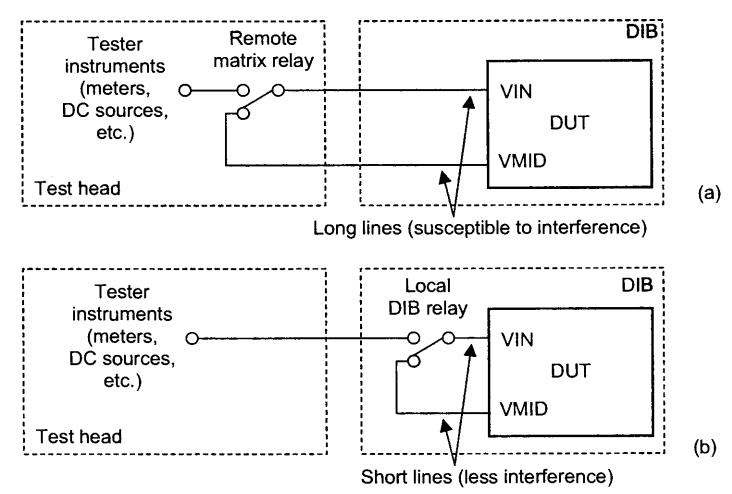 DIB
Tester
instruments
(meters,
DC sources,
etc.)
Remote
matrix relay
VIN
DUT
VMID
Test head
(a)
Long lines (susceptible to interference)
DIB
Tester
instruments
(meters,
DC sources,
etc.)
Local
DIB relay
VIN
DUT
VMID
Test head
(b)
Short lines (less interference)